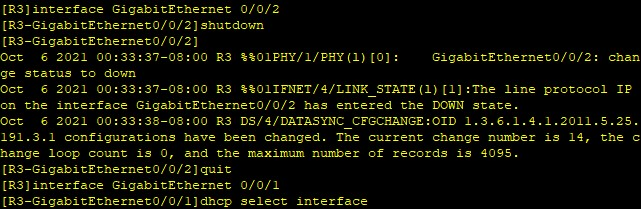 [R3]interface GigabitEthernet 0/0/2
[R3-GigabitEthernet0/0/2]shutdown
[R3-GigabitEthernet0/0/2]
Oct  6 2021 00:33:37-08:00 R3 %%01PHY/1/PHY(l)[0]:    GigabitEthernet0/0/2: chan
ge status to down
Oct  6 2021 00:33:37-08:00 R3 %%01IFNET/4/LINK_STATE(l)[1]:The line protocol IP
on the interface GigabitEthernet0/0/2 has entered the DOWN state.
Oct  6 2021 00:33:38-08:00 R3 DS/4/DATASYNC_CFGCHANGE:OID 1.3.6.1.4.1.2011.5.25.
191.3.1 configurations have been changed. The current change number is 14, the c
hange loop count is 0, and the maximum number of records is 4095.
[R3-GigabitEthernet0/0/2]quit
[R3]interface GigabitEthernet 0/0/1
[R3-GigabitEthernet0/0/1]dhcp select interface